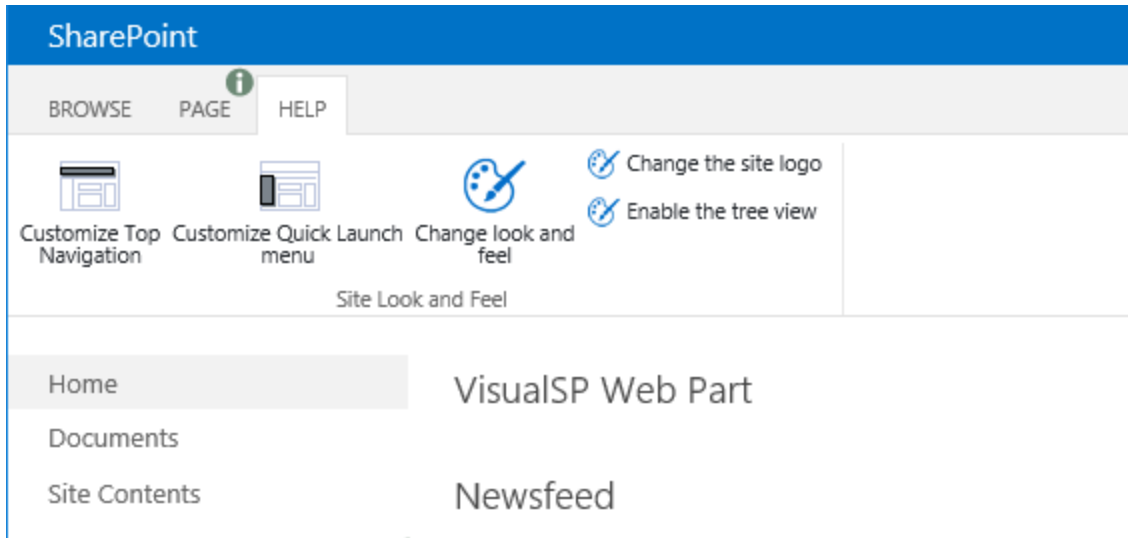 SharePoint
BROWSE PAGE i HELP
Customize Top
Navigation
Customize Quick Launch
menu
Change look and
feel
Change the site logo
Enable the tree view
Site Look and Feel
Home
Documents
Site Contents
VisualSP Web Part
Newsfeed